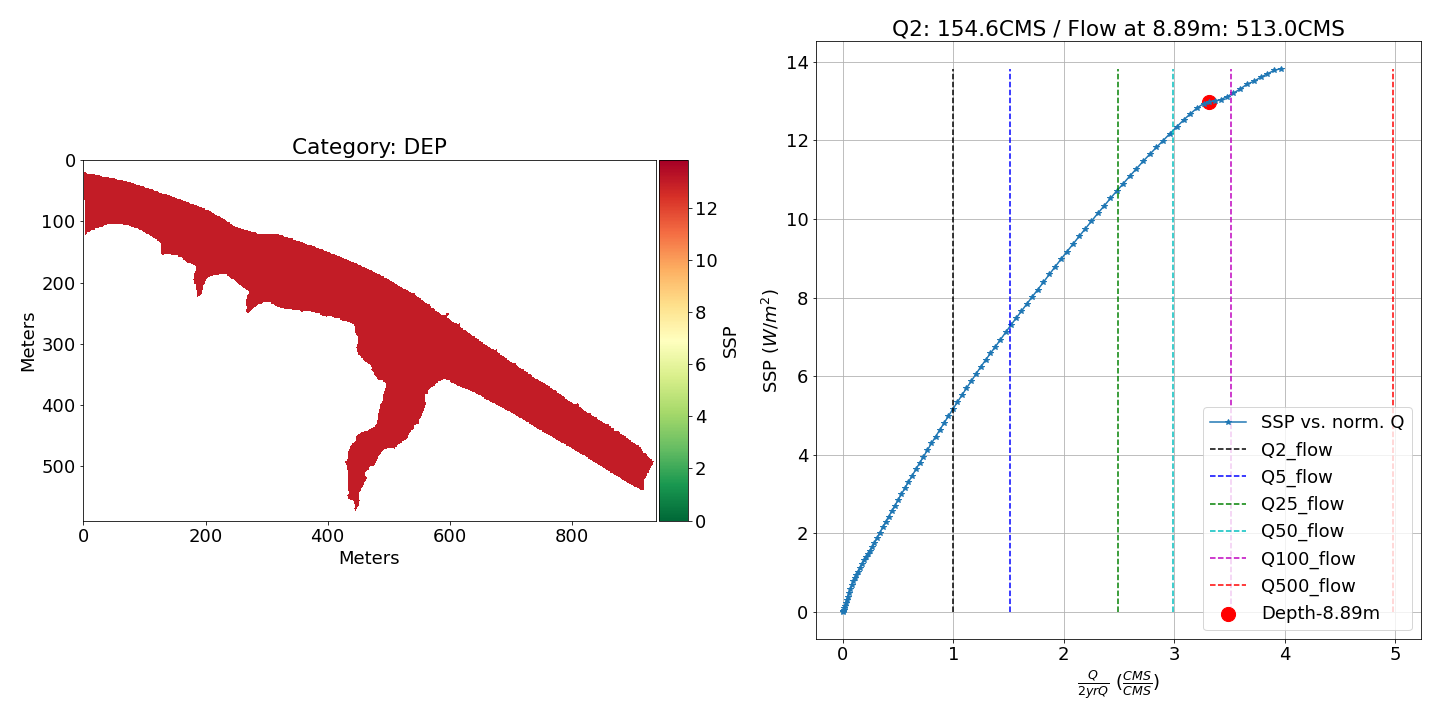 Category: DEP
0
100
200
300
400
500
Meters
0
200
400
600
800
Meters
12
10
8
6
4
2
0
SSP
Q2: 154.6CMS / Flow at 8.89m: 513.0CMS
14
12
10
8
6
4
2
0
SSP (W/m²)
0
1
2
3
4
5
Q/2yrQ (CMS/CMS)
SSP vs. norm. Q
Q2_flow
Q5_flow
Q25_flow
Q50_flow
Q100_flow
Q500_flow
Depth-8.89m